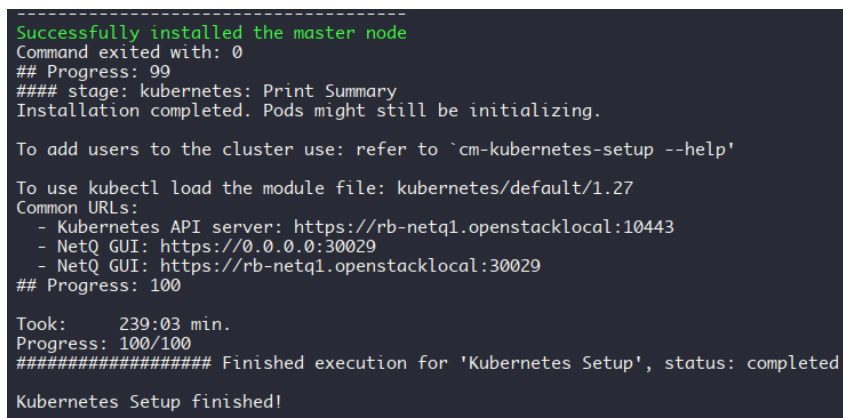 --------------------------------------
Successfully installed the master node
Command exited with: 0
## Progress: 99
#### stage: kubernetes: Print Summary
Installation completed. Pods might still be initializing.
To add users to the cluster use: refer to `cm-kubernetes-setup --help'
To use kubectl load the module file: kubernetes/default/1.27
Common URLs:
  - Kubernetes API server: https://rb-netq1.openstacklocal:10443
  - NetQ GUI: https://0.0.0.0:30029
  - NetQ GUI: https://rb-netq1.openstacklocal:30029
## Progress: 100
Took:     239:03 min.
Progress: 100/100
################### Finished execution for 'Kubernetes Setup', status: completed
Kubernetes Setup finished!